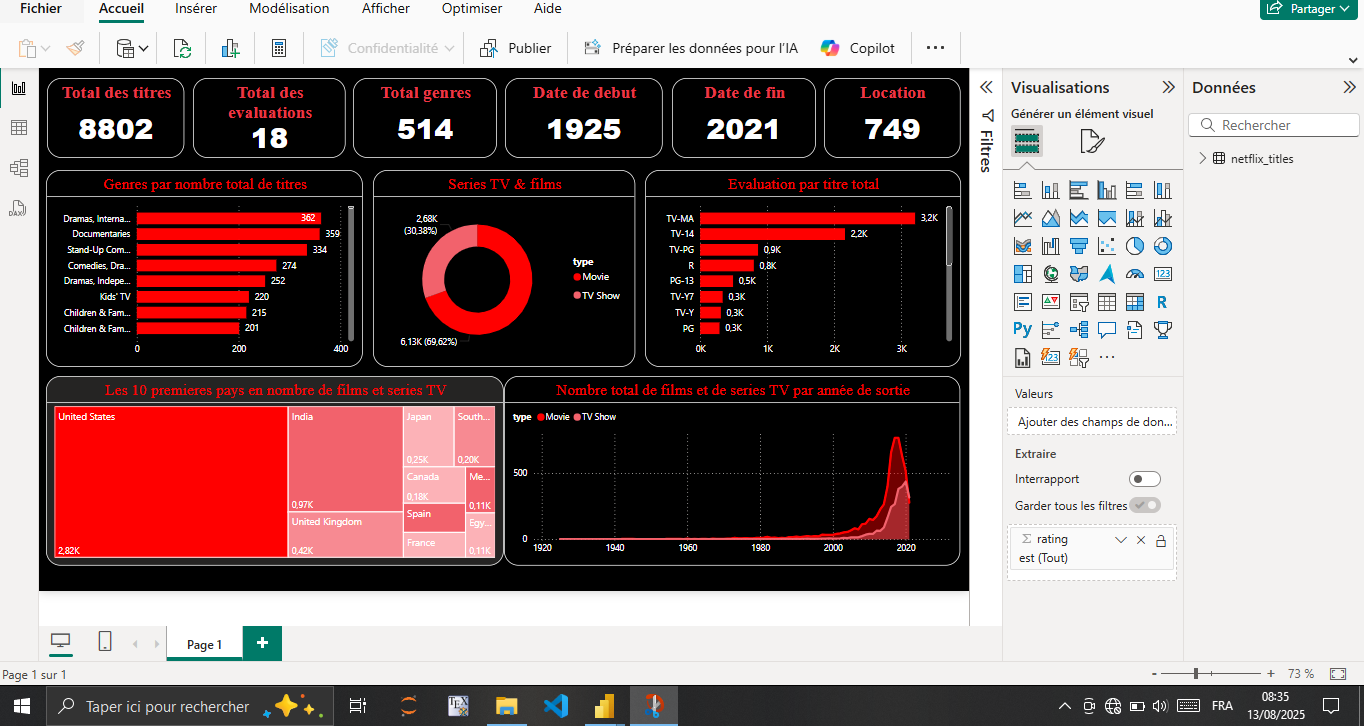 Fichier Accueil Insérer Modélisation Afficher Optimiser Aide
Partager
Confidentialité
Publier
Préparer les données pour l'IA
Copilot
Total des titres
8802
Total des
evaluations
18
Total genres
514
Date de debut
1925
Date de fin
2021
Location
749
Genres par nombre total de titres
Dramas, Interna... 362
Documentaries 359
Stand-Up Com... 334
Comedies, Dra... 274
Dramas, Indepe... 252
Kids' TV 220
Children & Fam... 215
Children & Fam... 201
0 200 400
Series TV & films
2,68K
(30,38%)
6,13K (69,62%)
type
Movie
TV Show
Evaluation par titre total
TV-MA 3,2K
TV-14 2,2K
TV-PG 0,9K
R 0,8K
PG-13 0,5K
TV-Y7 0,3K
TV-Y 0,3K
PG 0,3K
0K 1K 2K 3K
Les 10 premieres pays en nombre de films et series TV
United States
2,82K
India
0,97K
United Kingdom
0,42K
Japan
0,25K
South...
0,20K
Canada
0,18K
Me...
0,11K
Spain
France
Egy...
0,11K
Nombre total de films et de series TV par année de sortie
type Movie TV Show
500
0
1920 1940 1960 1980 2000 2020
Filtres
Visualisations
Générer un élément visuel
123
R
Py
123
Valeurs
Ajouter des champs de don...
Extraire
Interrapport
Garder tous les filtres
rating
est (Tout)
Données
Rechercher
netflix_titles
DAX
Page 1
Page 1 sur 1
- + 73 %
Taper ici pour rechercher
TEX
FRA
08:35
13/08/2025